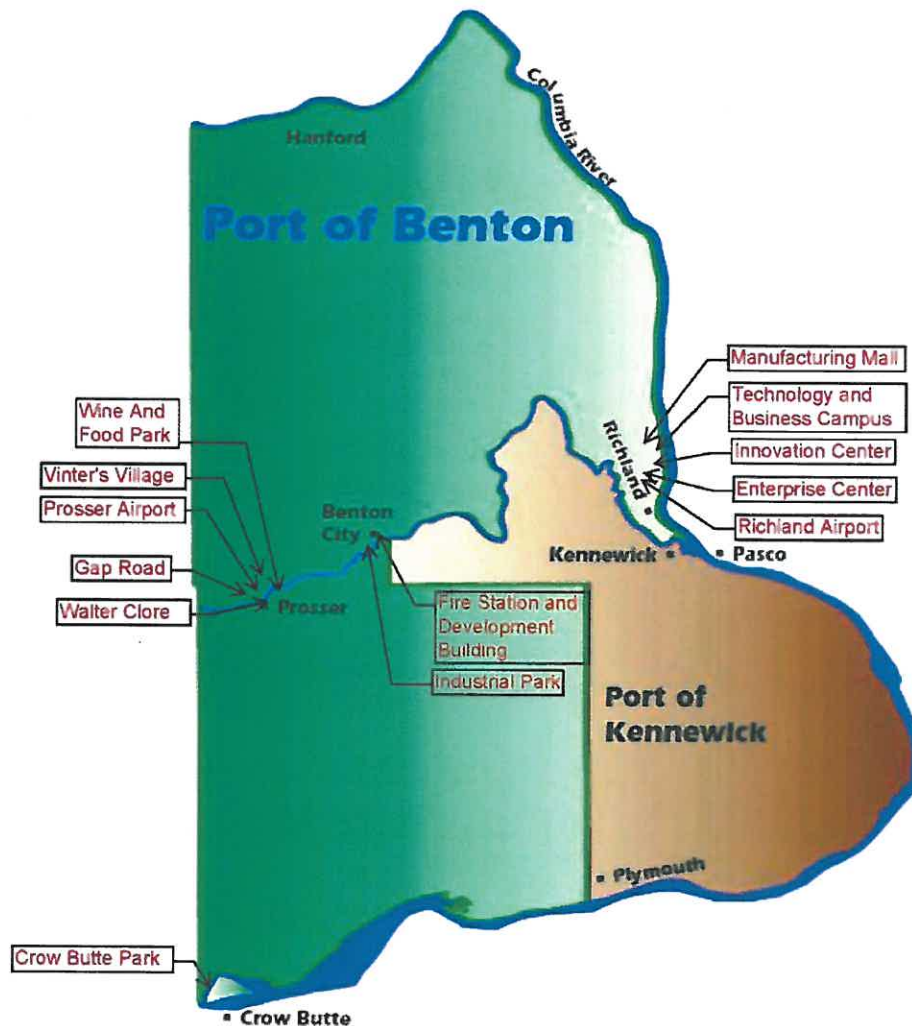 Columbia River
Hanford
Port of Benton
Manufacturing Mall
Technology and
Business Campus
Innovation Center
Enterprise Center
Richland Airport
Wine And
Food Park
Vinter's Village
Prosser Airport
Gap Road
Walter Clore
Richland
Benton
City
Kennewick
Pasco
Prosser
Fire Station and
Development
Building
Industrial Park
Port of
Kennewick
Plymouth
Crow Butte Park
Crow Butte